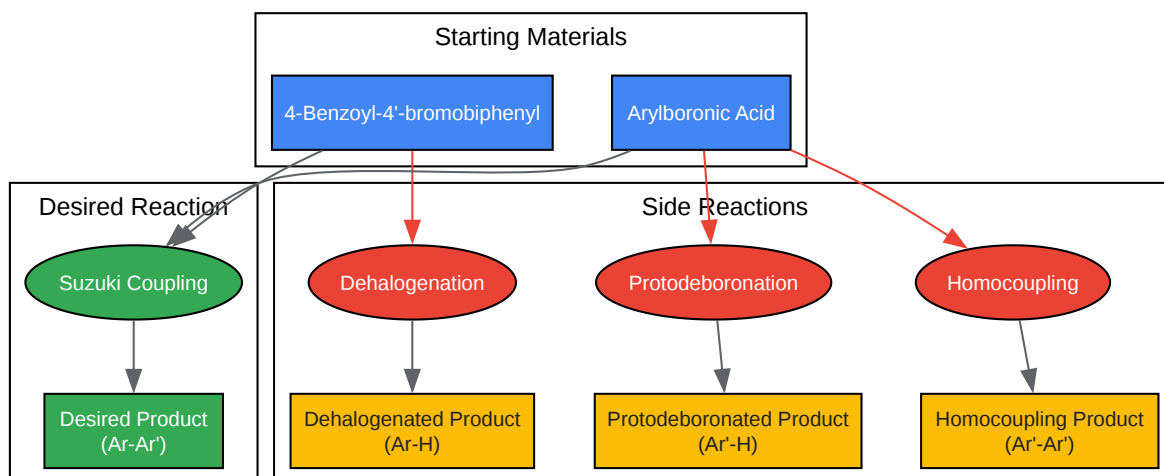 Starting Materials
4-Benzoyl-4'-bromobiphenyl
Arylboronic Acid
Desired Reaction
Side Reactions
Suzuki Coupling
Dehalogenation
Protodeboronation
Homocoupling
Desired Product
(Ar-Ar')
Dehalogenated Product
(Ar-H)
Protodeboronated Product
(Ar'-H)
Homocoupling Product
(Ar'-Ar')